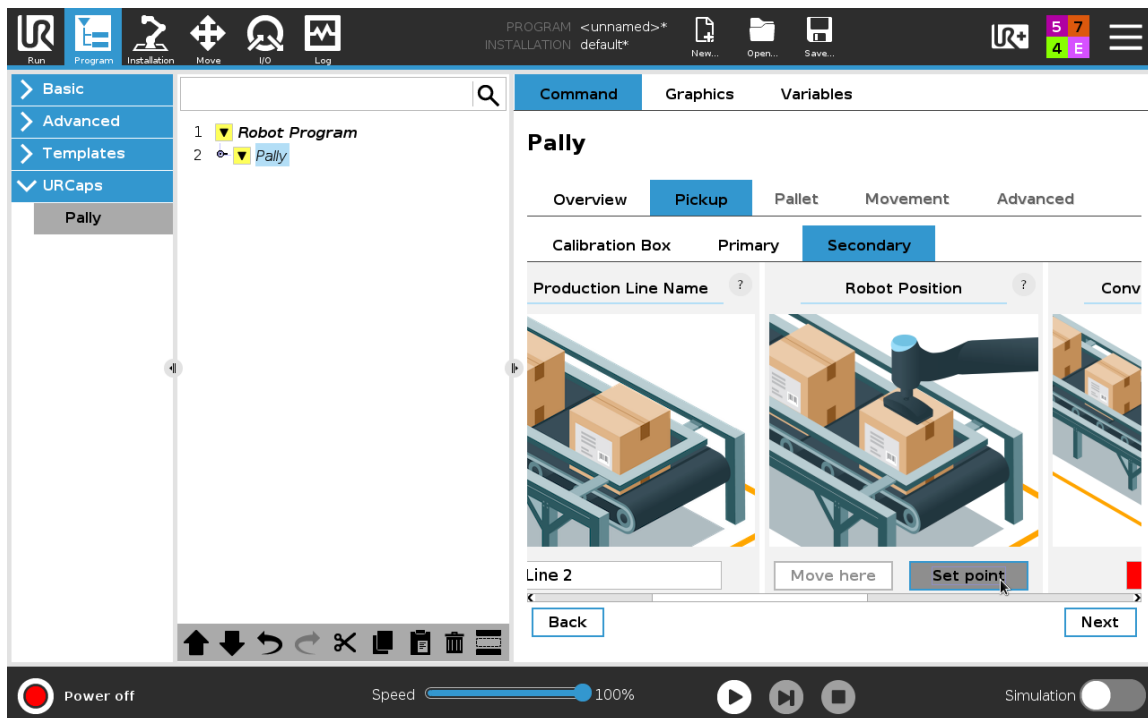 PROGRAM <unnamed>*
INSTALLATION default*
UR
Run
Program
Installation
Move
I/O
Log
New...
Open...
Save...
UR+
5 7
4 E
Basic
Advanced
Templates
URCaps
Pally
1 Robot Program
2 Pally
Command Graphics Variables
Pally
Overview Pickup Pallet Movement Advanced
Calibration Box Primary Secondary
Production Line Name ?
Robot Position ?
Conv
Line 2
Move here
Set point
Back
Next
Power off
Speed 100%
Simulation